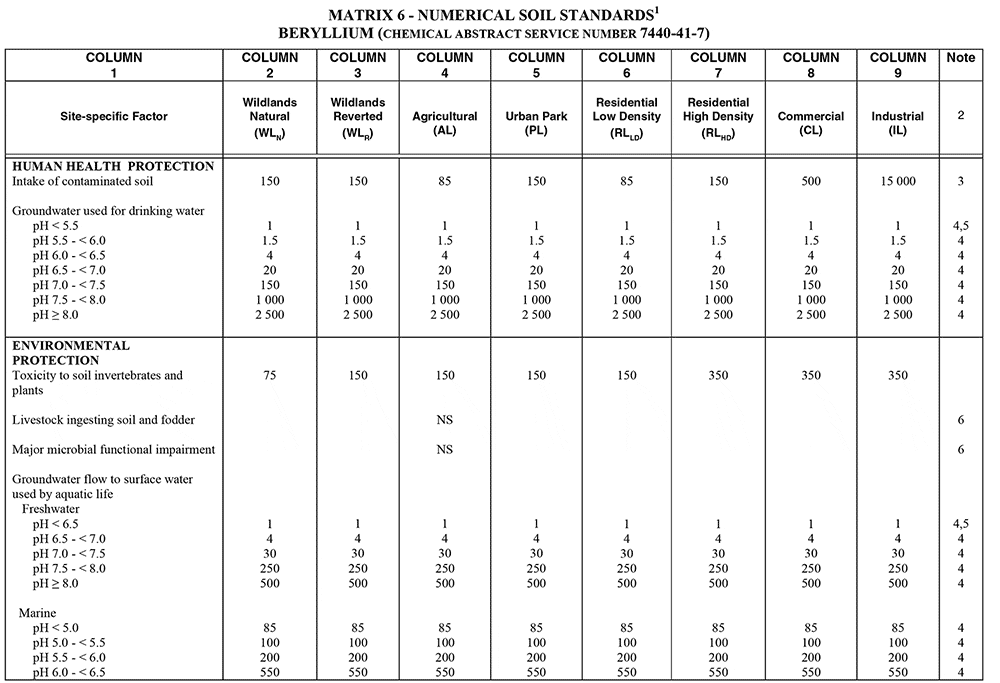 MATRIX 6 - NUMERICAL SOIL STANDARDS1
BERYLLIUM (CHEMICAL ABSTRACT SERVICE NUMBER 7440-41-7)
COLUMN COLUMN COLUMN COLUMN COLUMN COLUMN COLUMN COLUMN COLUMN Note
1 2 3 4 5 6 7 8 9
Site-specific Factor Wildlands Natural (WLN) Wildlands Reverted (WLR) Agricultural (AL) Urban Park (PL) Residential Low Density (RLLD) Residential High Density (RLHD) Commercial (CL) Industrial (IL) 2
HUMAN HEALTH PROTECTION
Intake of contaminated soil 150 150 85 150 85 150 500 15 000 3
Groundwater used for drinking water
pH < 5.5 1 1 1 1 1 1 1 1 4,5
pH 5.5 - < 6.0 1.5 1.5 1.5 1.5 1.5 1.5 1.5 1.5 4
pH 6.0 - < 6.5 4 4 4 4 4 4 4 4 4
pH 6.5 - < 7.0 20 20 20 20 20 20 20 20 4
pH 7.0 - < 7.5 150 150 150 150 150 150 150 150 4
pH 7.5 - < 8.0 1 000 1 000 1 000 1 000 1 000 1 000 1 000 1 000 4
pH ≥ 8.0 2 500 2 500 2 500 2 500 2 500 2 500 2 500 2 500 4
ENVIRONMENTAL
PROTECTION
Toxicity to soil invertebrates and 75 150 150 150 150 350 350 350
plants
Livestock ingesting soil and fodder NS 6
Major microbial functional impairment NS 6
Groundwater flow to surface water
used by aquatic life
Freshwater
pH < 6.5 1 1 1 1 1 1 1 1 4,5
pH 6.5 - < 7.0 4 4 4 4 4 4 4 4 4
pH 7.0 - < 7.5 30 30 30 30 30 30 30 30 4
pH 7.5 - < 8.0 250 250 250 250 250 250 250 250 4
pH ≥ 8.0 500 500 500 500 500 500 500 500 4
Marine
pH < 5.0 85 85 85 85 85 85 85 85 4
pH 5.0 - < 5.5 100 100 100 100 100 100 100 100 4
pH 5.5 - < 6.0 200 200 200 200 200 200 200 200 4
pH 6.0 - < 6.5 550 550 550 550 550 550 550 550 4